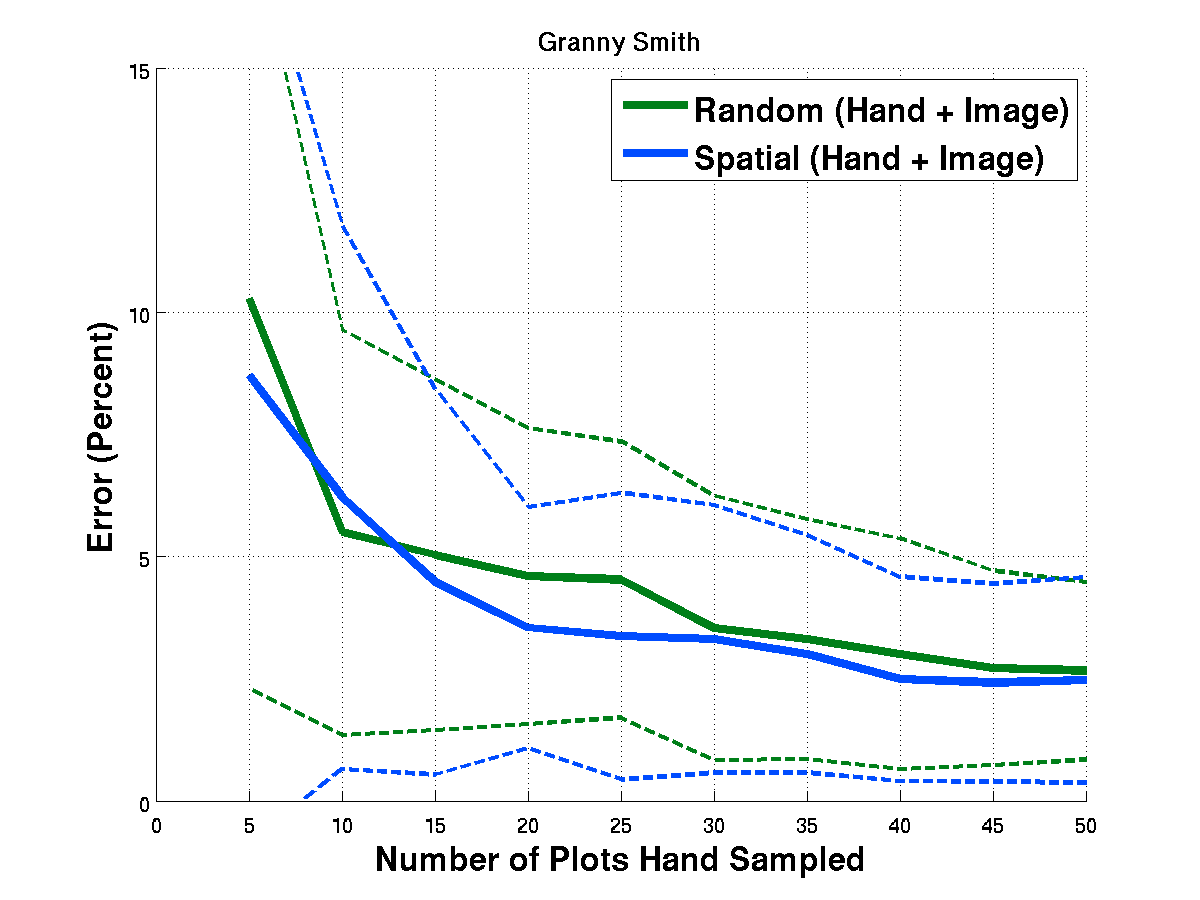 Granny Smith
15
10
5
0
Error (Percent)
Random (Hand + Image)
Spatial (Hand + Image)
0 5 10 15 20 25 30 35 40 45 50
Number of Plots Hand Sampled